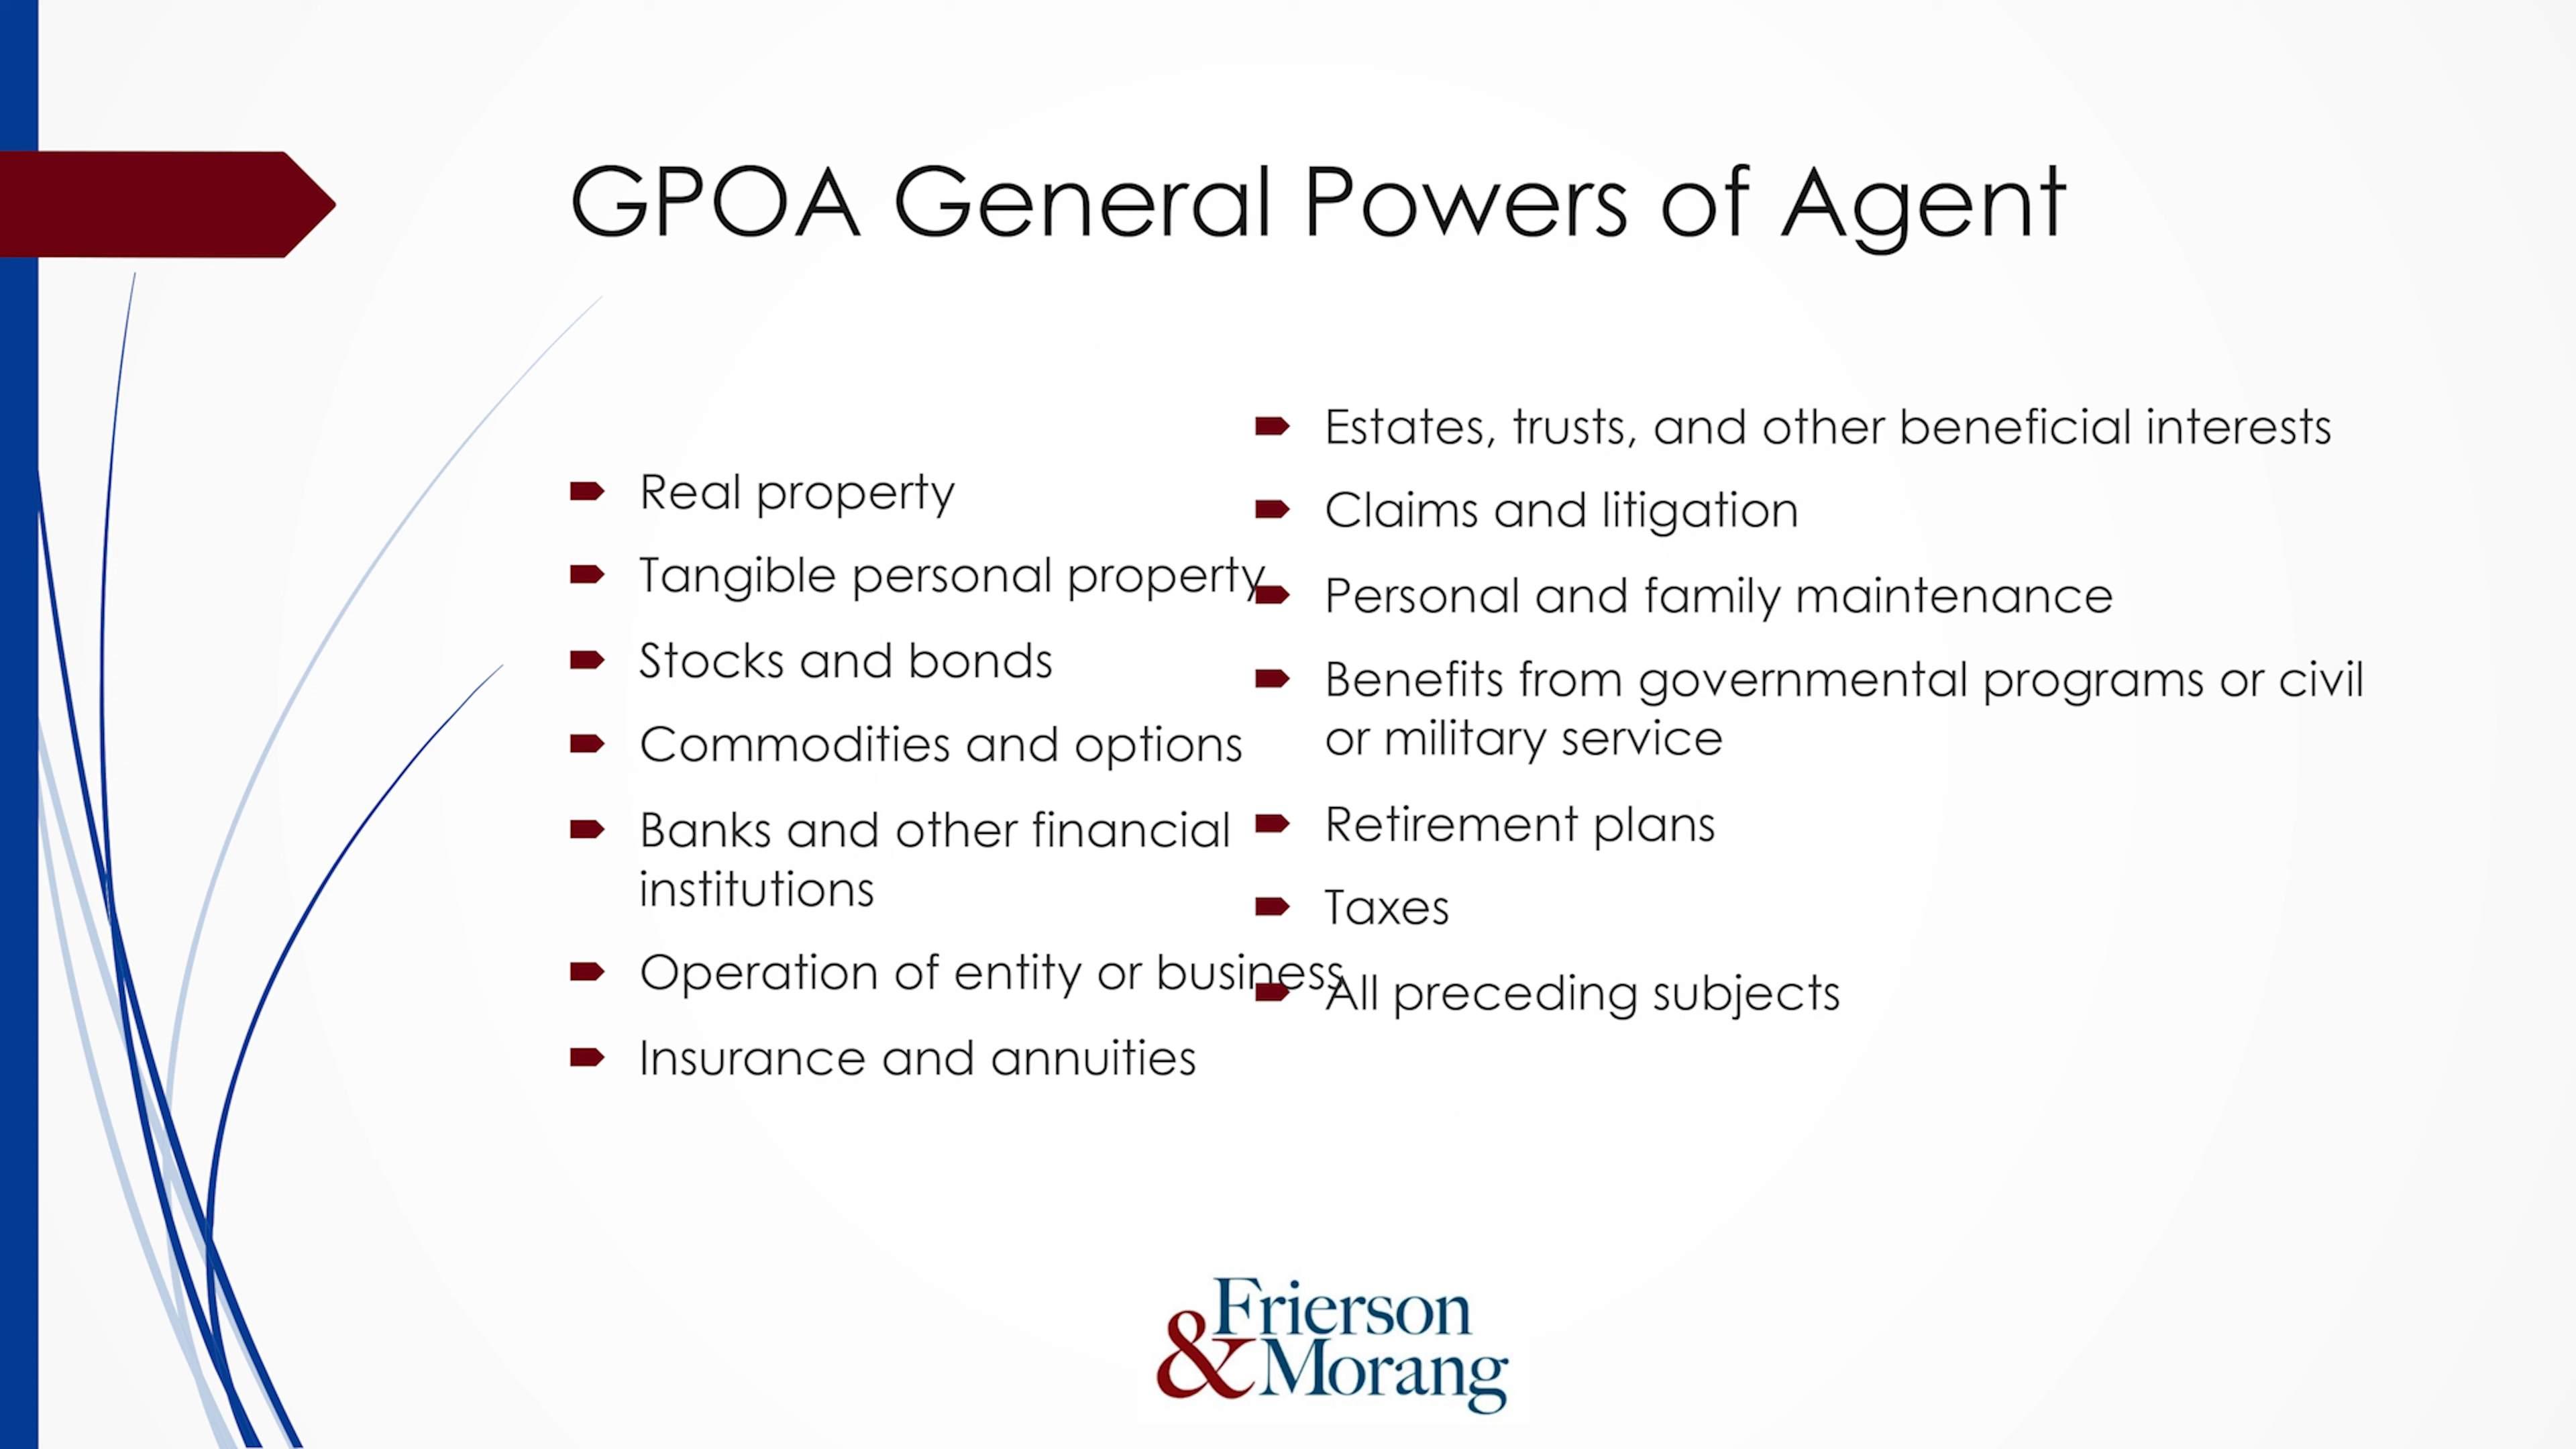 GPOA General Powers of Agent
Real property
Tangible personal property
Stocks and bonds
Commodities and options
Banks and other financial
institutions
Operation of entity or business
Insurance and annuities
Estates, trusts, and other beneficial interests
Claims and litigation
Personal and family maintenance
Benefits from governmental programs or civil
or military service
Retirement plans
Taxes
All preceding subjects
Frierson
&Morang